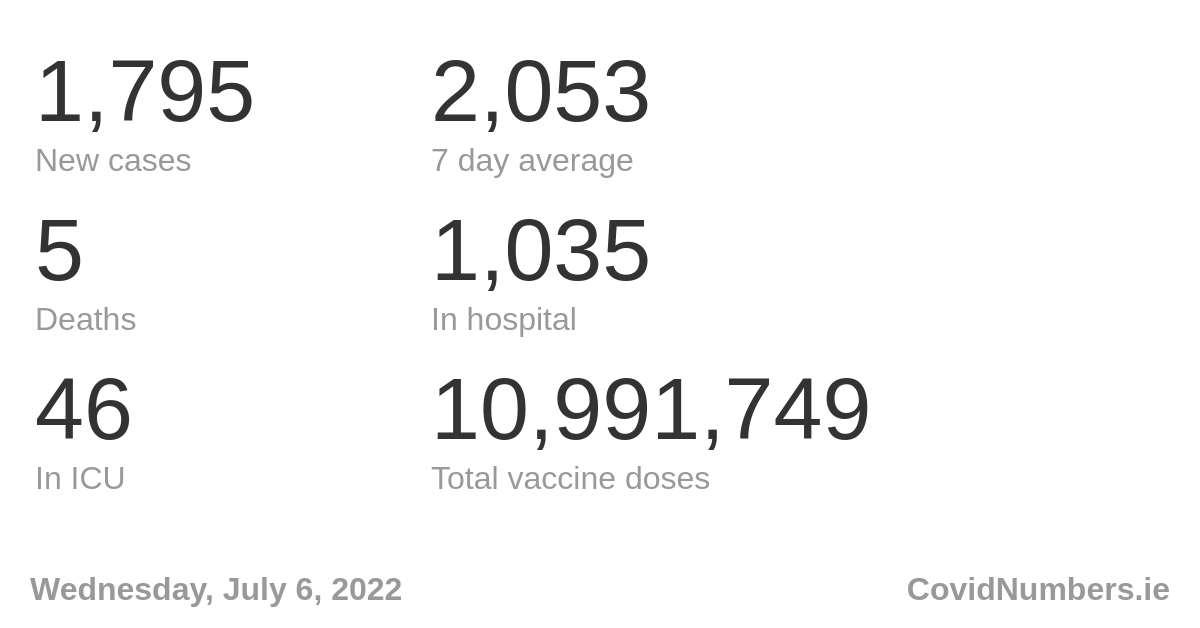 1,795
2,053
New cases
7 day average
5
1,035
Deaths
In hospital
46
10,991,749
In ICU
Total vaccine doses
Wednesday, July 6, 2022
CovidNumbers.ie